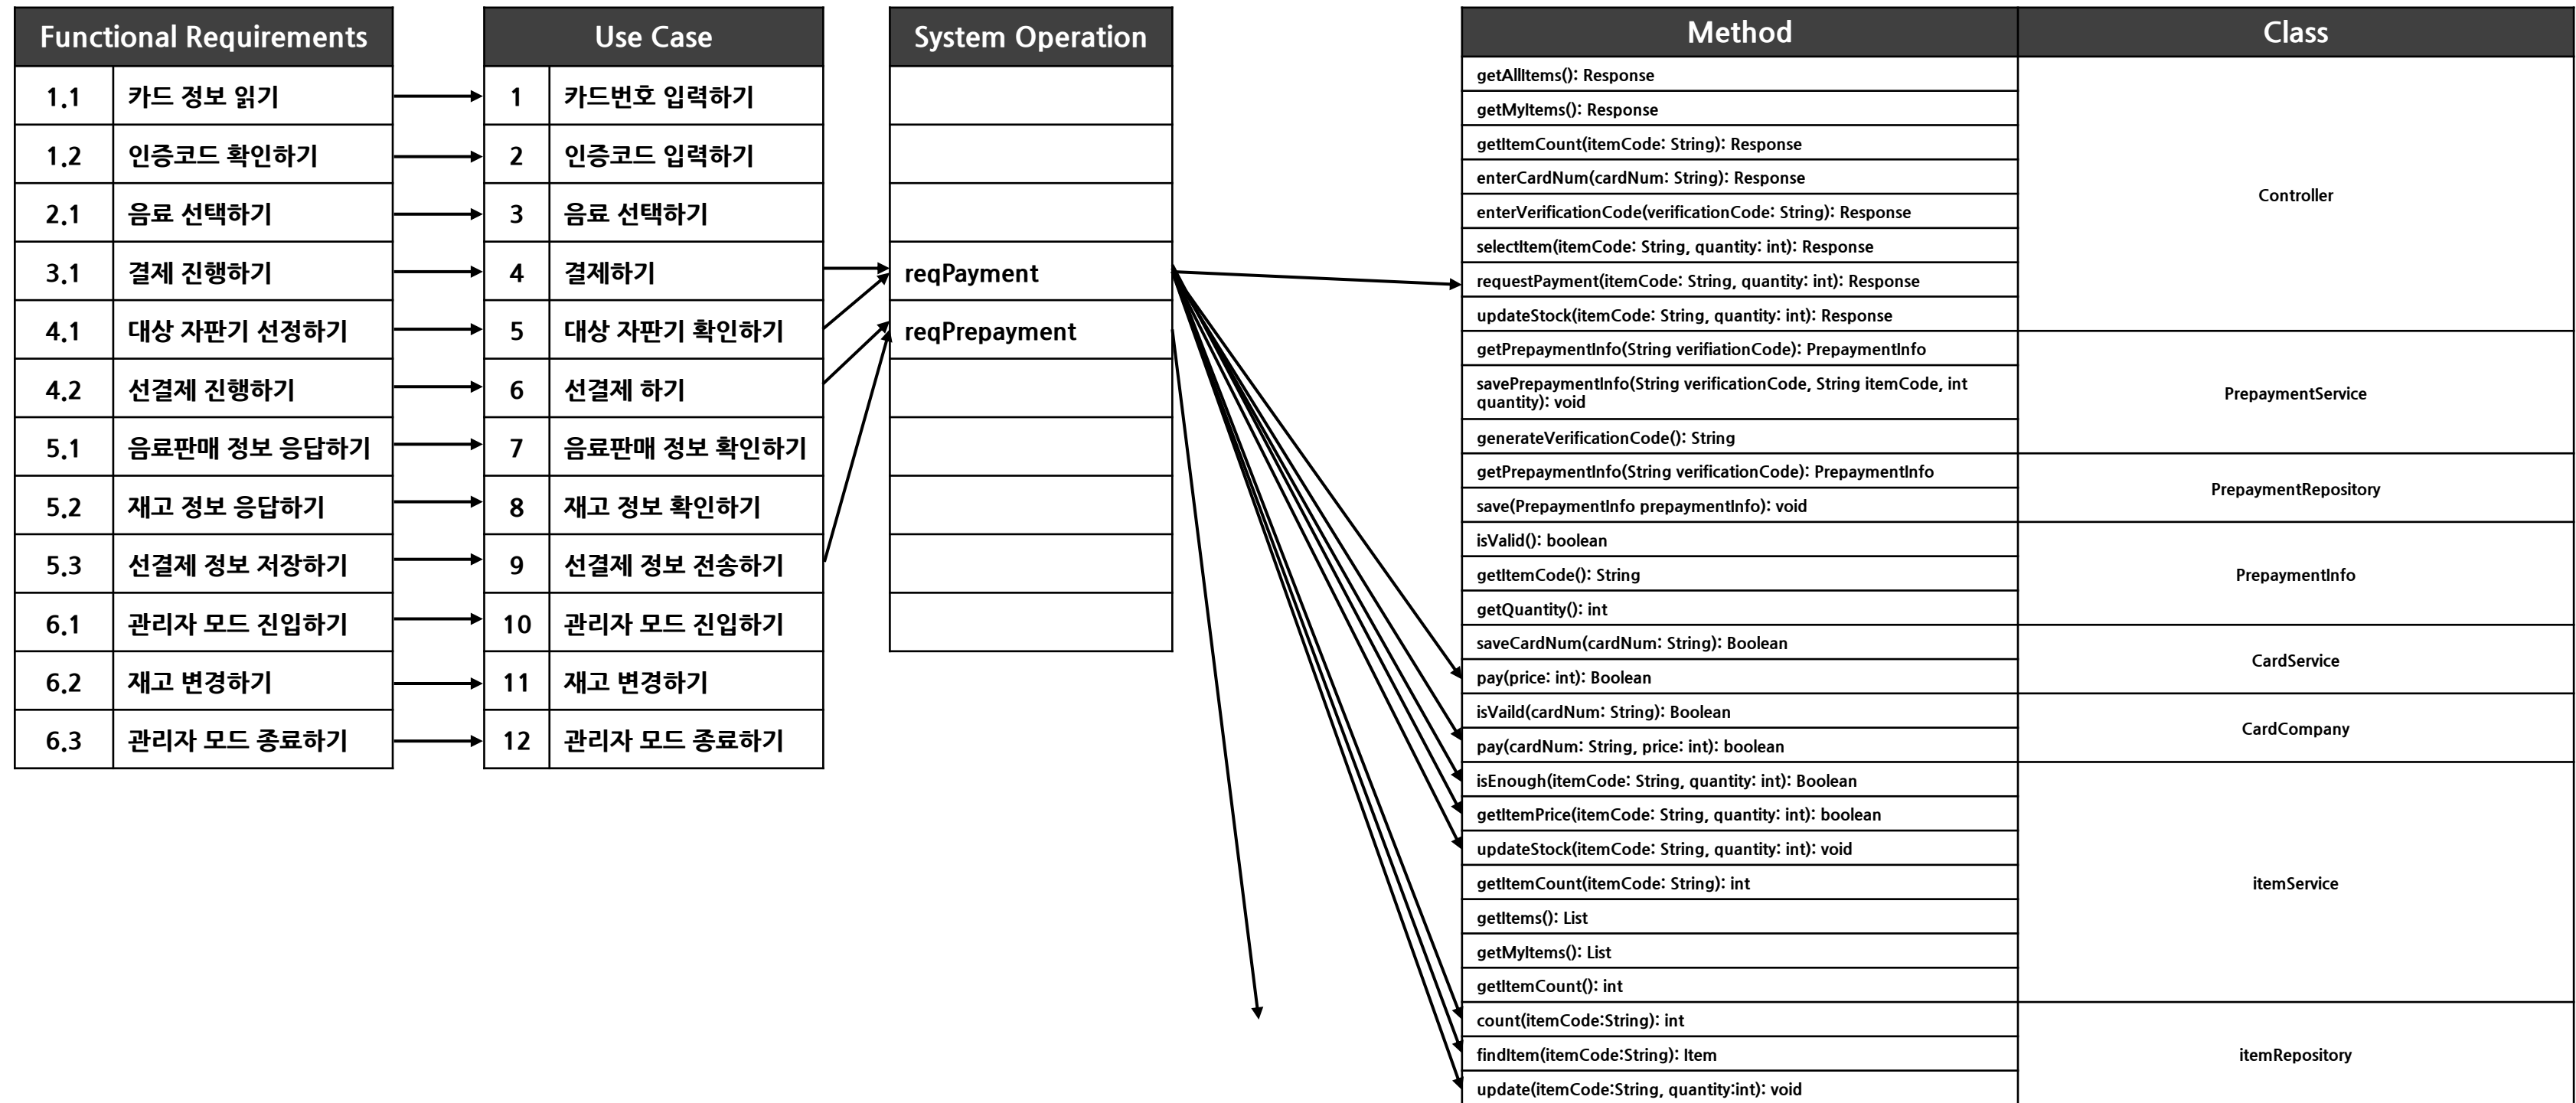 Functional Requirements
1.1 카드 정보 읽기
1.2 인증코드 확인하기
2.1 음료 선택하기
3.1 결제 진행하기
4.1 대상 자판기 선정하기
4.2 선결제 진행하기
5.1 음료판매 정보 응답하기
5.2 재고 정보 응답하기
5.3 선결제 정보 저장하기
6.1 관리자 모드 진입하기
6.2 재고 변경하기
6.3 관리자 모드 종료하기
Use Case
1 카드번호 입력하기
2 인증코드 입력하기
3 음료 선택하기
4 결제하기
5 대상 자판기 확인하기
6 선결제 하기
7 음료판매 정보 확인하기
8 재고 정보 확인하기
9 선결제 정보 전송하기
10 관리자 모드 진입하기
11 재고 변경하기
12 관리자 모드 종료하기
System Operation
reqPayment
reqPrepayment
Method Class
getAllItems(): Response
getMyItems(): Response
getItemCount(itemCode: String): Response
enterCardNum(cardNum: String): Response
Controller
enterVerificationCode(verificationCode: String): Response
selectItem(itemCode: String, quantity: int): Response
requestPayment(itemCode: String, quantity: int): Response
updateStock(itemCode: String, quantity: int): Response
getPrepaymentInfo(String verifiationCode): PrepaymentInfo
savePrepaymentInfo(String verificationCode, String itemCode, int
quantity): void
PrepaymentService
generateVerificationCode(): String
getPrepaymentInfo(String verificationCode): PrepaymentInfo
PrepaymentRepository
save(PrepaymentInfo prepaymentInfo): void
isValid(): boolean
getItemCode(): String
PrepaymentInfo
getQuantity(): int
saveCardNum(cardNum: String): Boolean
CardService
pay(price: int): Boolean
isVaild(cardNum: String): Boolean
CardCompany
pay(cardNum: String, price: int): boolean
isEnough(itemCode: String, quantity: int): Boolean
getItemPrice(itemCode: String, quantity: int): boolean
updateStock(itemCode: String, quantity: int): void
getItemCount(itemCode: String): int
itemService
getItems(): List
getMyItems(): List
getItemCount(): int
count(itemCode:String): int
findItem(itemCode:String): Item
itemRepository
update(itemCode:String, quantity:int): void